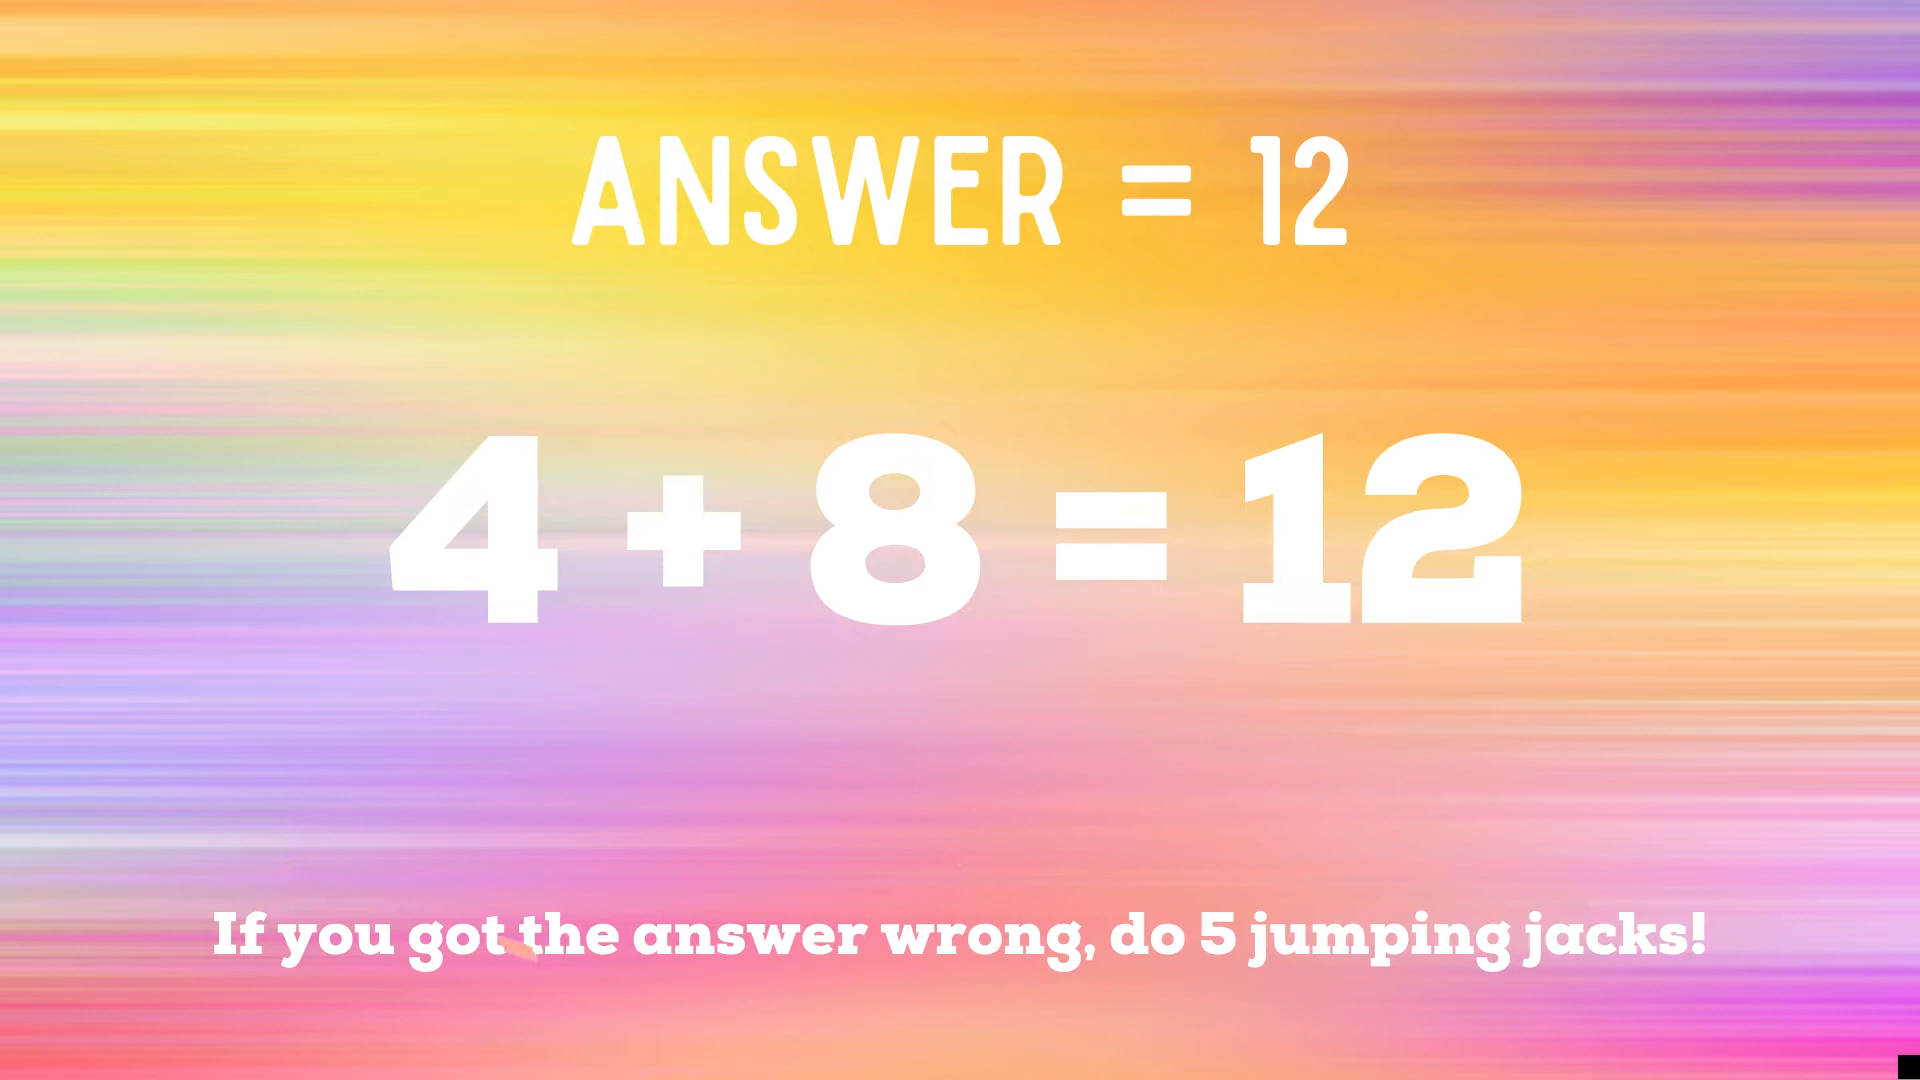 ANSWER = 12
4 + 8 = 12
If you got the answer wrong, do 5 jumping jacks!